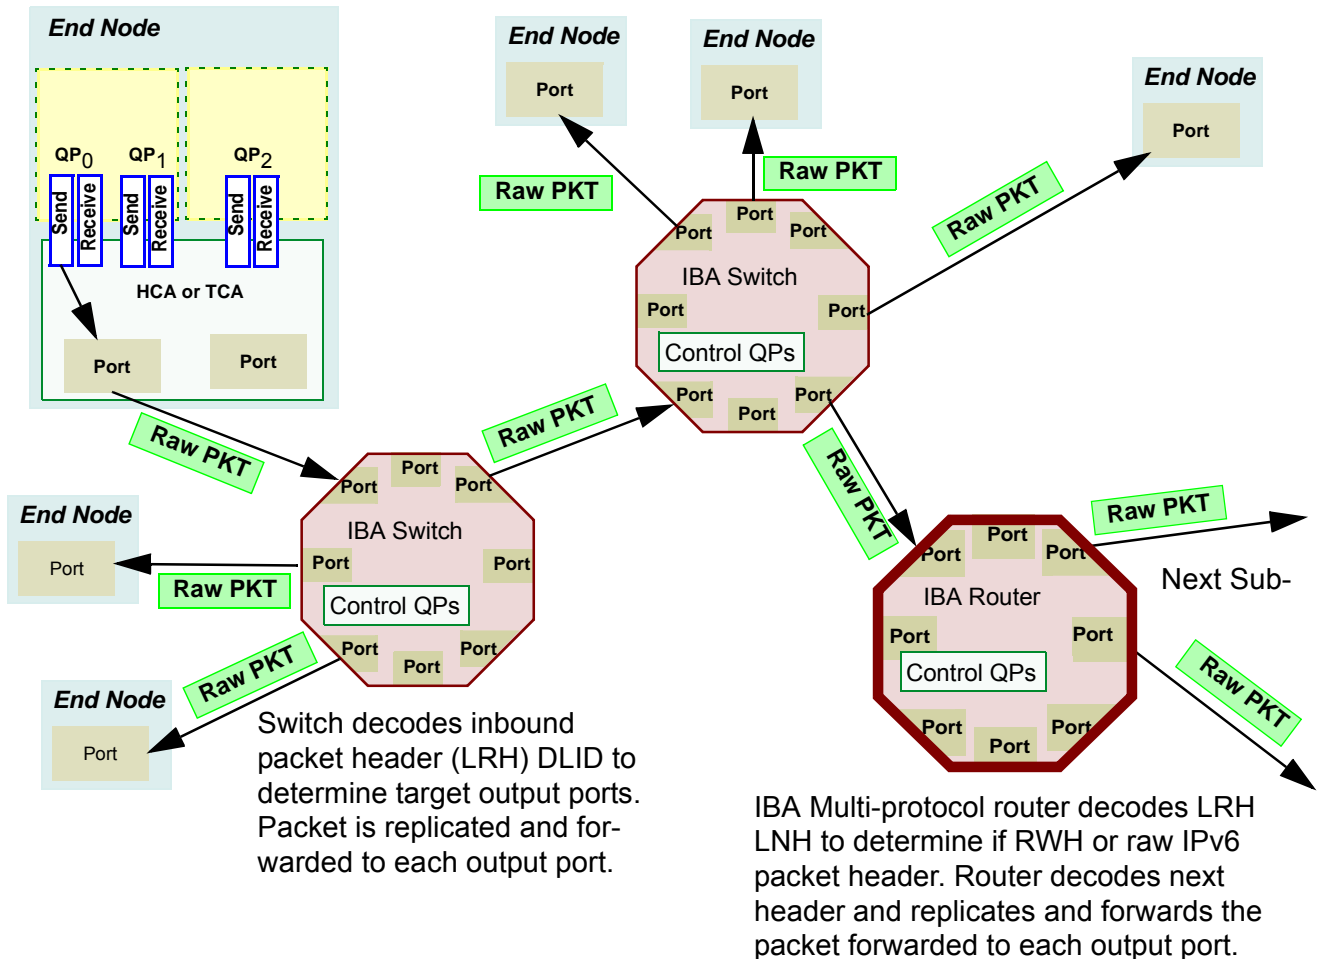 End Node
QP0
QP1
QP2
Send
Receive
Send
Receive
Send
Receive
HCA or TCA
Port
Port
Raw PKT
End Node
Port
End Node
Port
End Node
Port
Raw PKT
Raw PKT
Raw PKT
Port
Port
Port
IBA Switch
Port
Port
Control QPs
Port
Port
Port
Raw PKT
Raw PKT
Port
Port
Port
IBA Switch
Port
Port
Control QPs
Port
Port
Port
End Node
Port
Raw PKT
End Node
Port
Raw PKT
Port
Port
Port
IBA Router
Port
Port
Control QPs
Port
Port
Port
Raw PKT
Next Sub-
Raw PKT
Switch decodes inbound
packet header (LRH) DLID to
determine target output ports.
Packet is replicated and for-
warded to each output port.
IBA Multi-protocol router decodes LRH
LNH to determine if RWH or raw IPv6
packet header. Router decodes next
header and replicates and forwards the
packet forwarded to each output port.